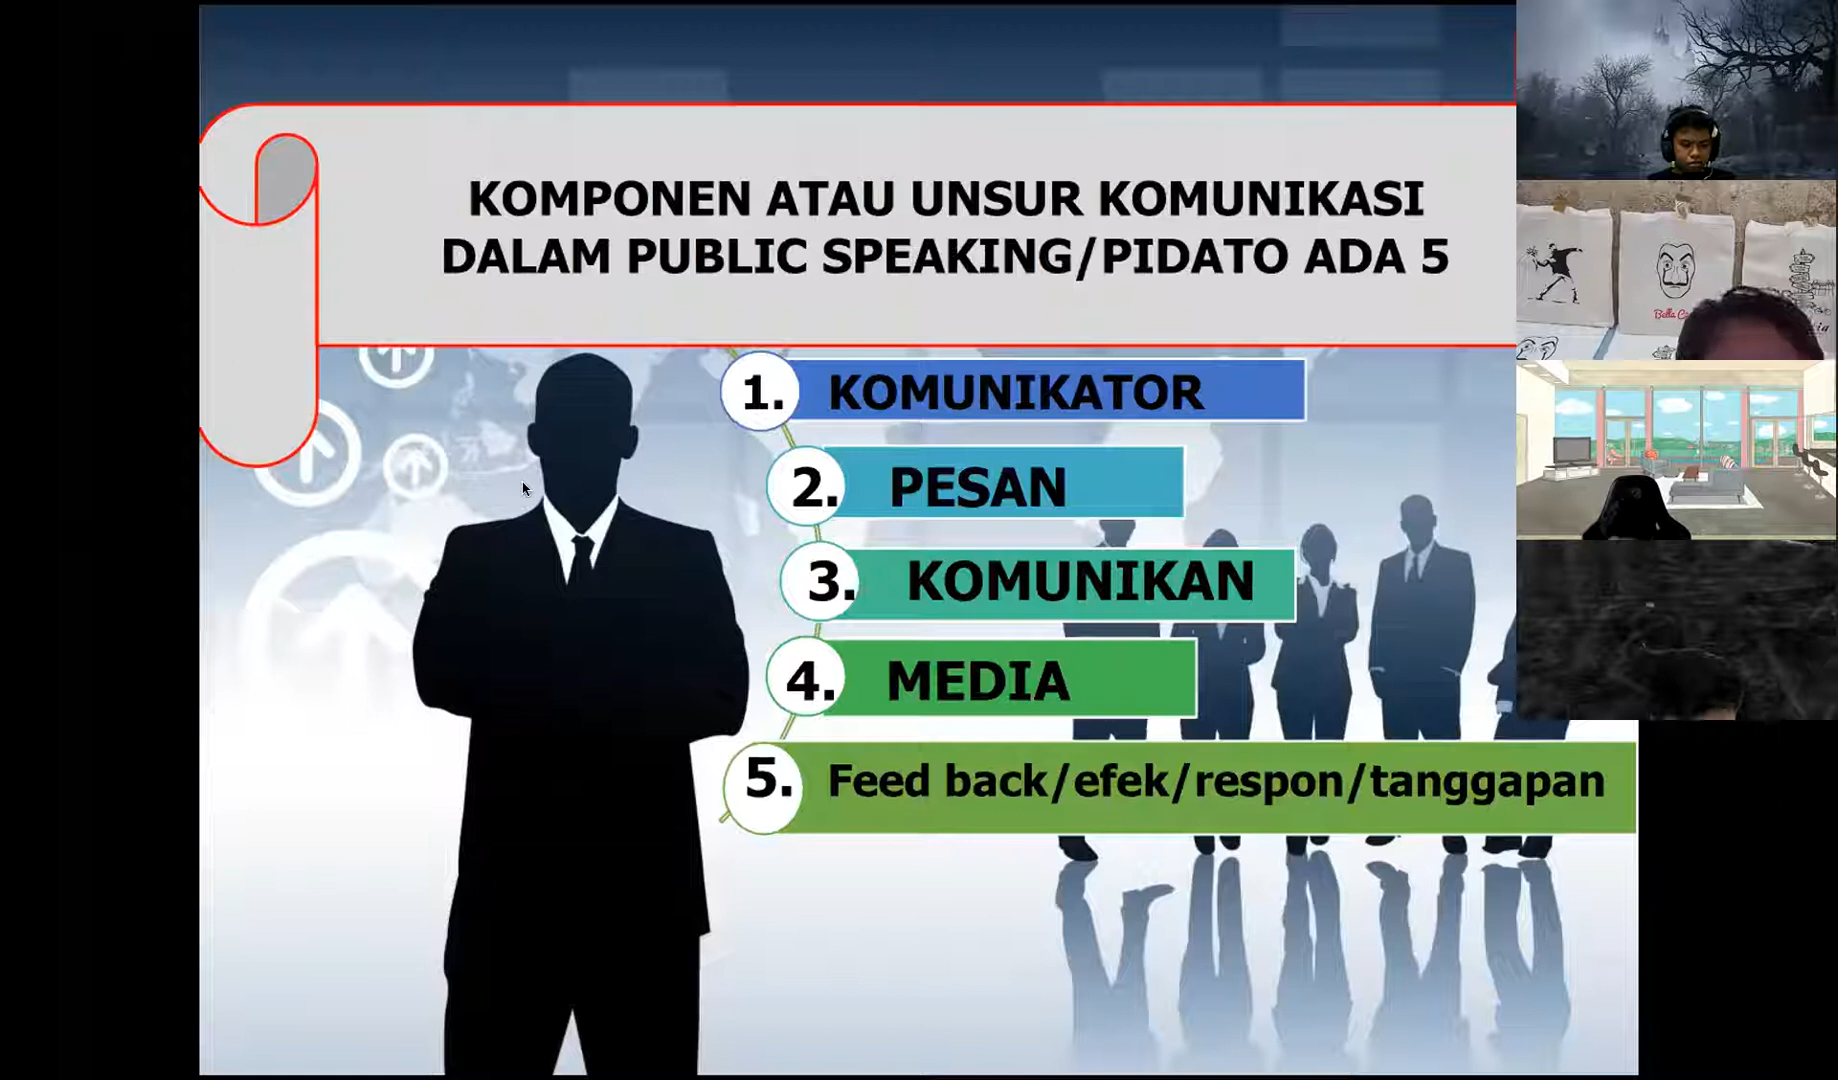 KOMPONEN ATAU UNSUR KOMUNIKASI
DALAM PUBLIC SPEAKING/PIDATO ADA 5
1. KOMUNIKATOR
2. PESAN
3. KOMUNIKAN
4. MEDIA
5. Feed back/efek/respon/tanggapan